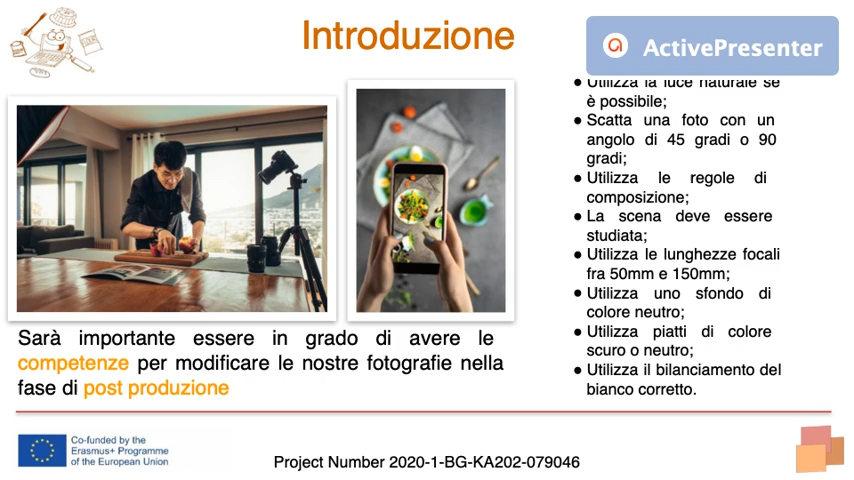 Introduzione
ActivePresenter
● Utilizza la luce naturale se
è possibile;
● Scatta una foto con un
angolo di 45 gradi o 90
gradi;
● Utilizza le regole di
composizione;
● La scena deve essere
studiata;
● Utilizza le lunghezze focali
fra 50mm e 150mm;
● Utilizza uno sfondo di
colore neutro;
● Utilizza piatti di colore
scuro o neutro;
● Utilizza il bilanciamento del
bianco corretto.
Sarà importante essere in grado di avere le
competenze per modificare le nostre fotografie nella
fase di post produzione
Co-funded by the
Erasmus+ Programme
of the European Union
Project Number 2020-1-BG-KA202-079046